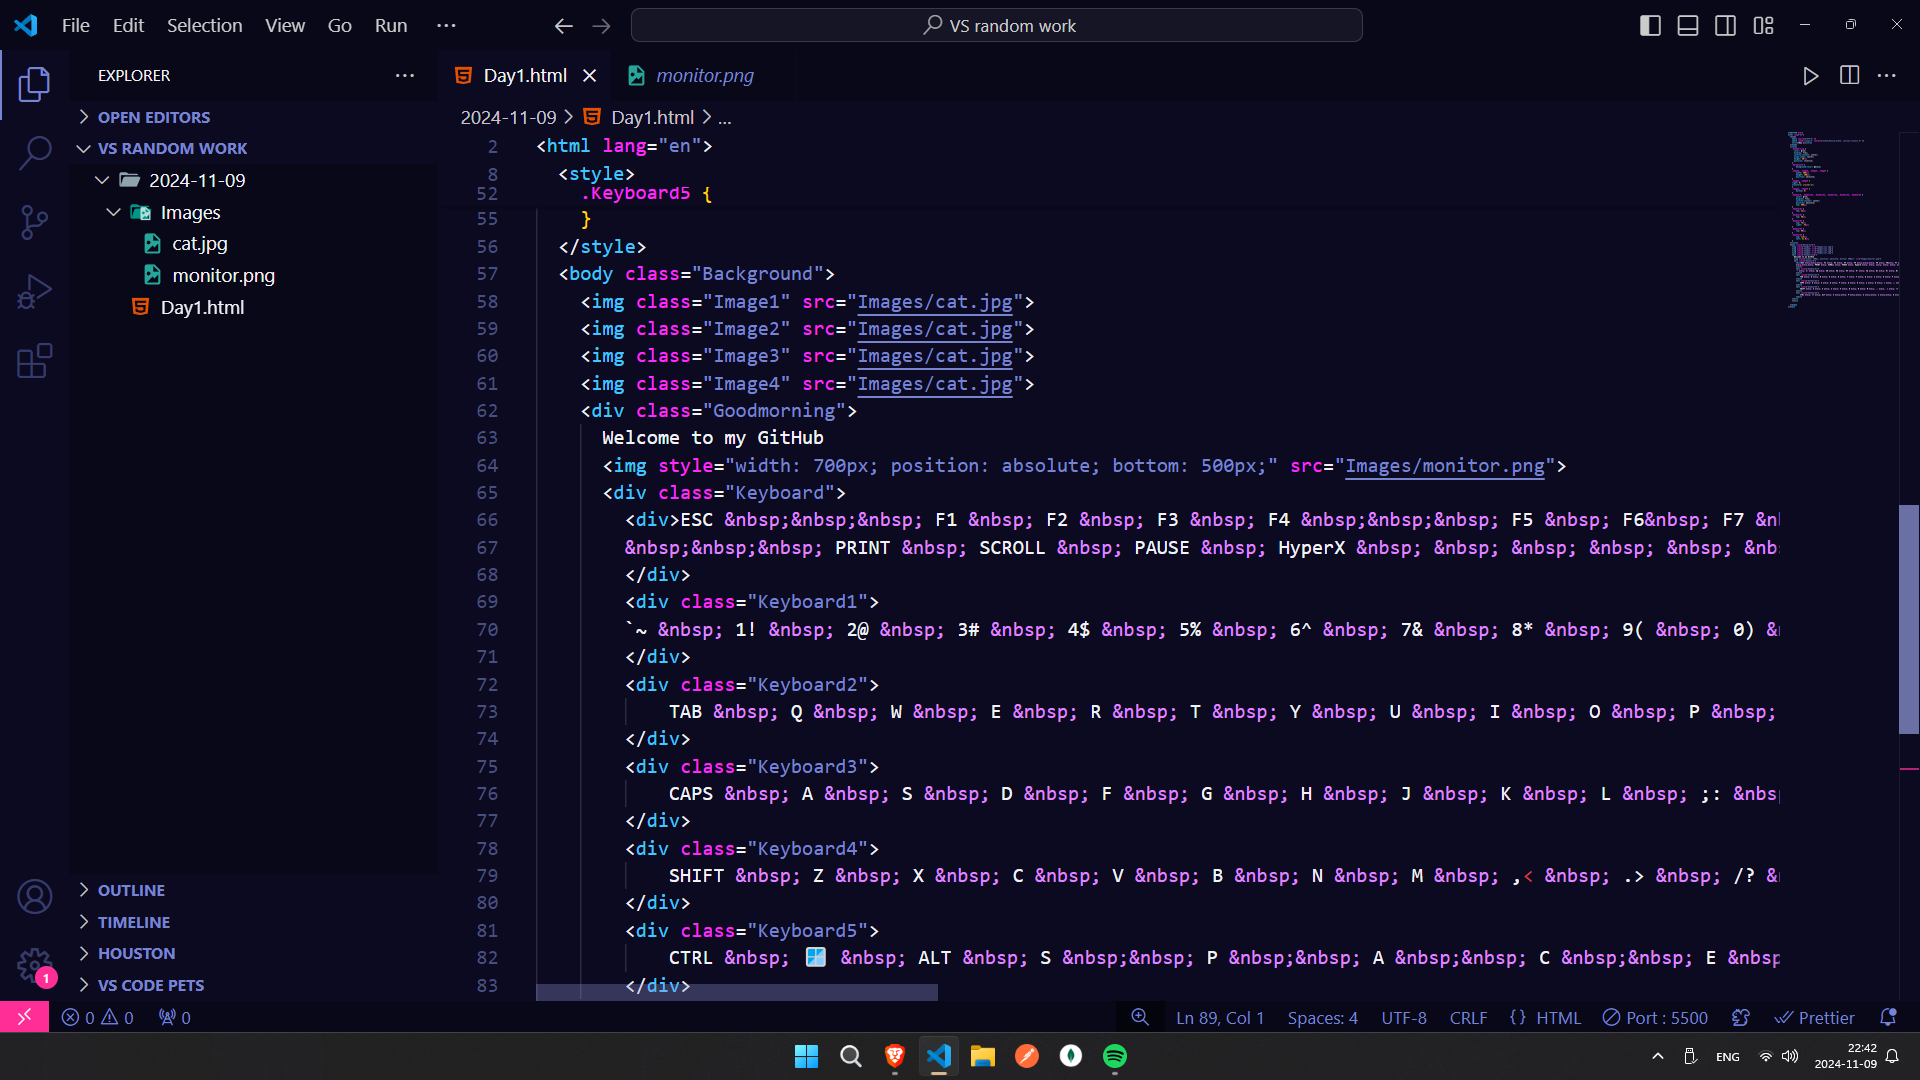 File Edit Selection View Go Run ···
VS random work
EXPLORER
OPEN EDITORS
VS RANDOM WORK
2024-11-09
Images
cat.jpg
monitor.png
Day1.html
OUTLINE
TIMELINE
HOUSTON
VS CODE PETS
1
Day1.html
monitor.png
2024-11-09 > Day1.html > ...
2 <html lang="en">
8 <style>
52 .Keyboard5 {
55 }
56 </style>
57 <body class="Background">
58 <img class="Image1" src="Images/cat.jpg">
59 <img class="Image2" src="Images/cat.jpg">
60 <img class="Image3" src="Images/cat.jpg">
61 <img class="Image4" src="Images/cat.jpg">
62 <div class="Goodmorning">
63 Welcome to my GitHub
64 <img style="width: 700px; position: absolute; bottom: 500px;" src="Images/monitor.png">
65 <div class="Keyboard">
66 <div>ESC &nbsp;&nbsp;&nbsp; F1 &nbsp; F2 &nbsp; F3 &nbsp; F4 &nbsp;&nbsp;&nbsp; F5 &nbsp; F6&nbsp; F7 &n
67 &nbsp;&nbsp;&nbsp; PRINT &nbsp; SCROLL &nbsp; PAUSE &nbsp; HyperX &nbsp; &nbsp; &nbsp; &nbsp; &nbsp; &nb
68 </div>
69 <div class="Keyboard1">
70 `~ &nbsp; 1! &nbsp; 2@ &nbsp; 3# &nbsp; 4$ &nbsp; 5% &nbsp; 6^ &nbsp; 7& &nbsp; 8* &nbsp; 9( &nbsp; 0) &
71 </div>
72 <div class="Keyboard2">
73 TAB &nbsp; Q &nbsp; W &nbsp; E &nbsp; R &nbsp; T &nbsp; Y &nbsp; U &nbsp; I &nbsp; O &nbsp; P &nbsp;
74 </div>
75 <div class="Keyboard3">
76 CAPS &nbsp; A &nbsp; S &nbsp; D &nbsp; F &nbsp; G &nbsp; H &nbsp; J &nbsp; K &nbsp; L &nbsp; ;: &nbs
77 </div>
78 <div class="Keyboard4">
79 SHIFT &nbsp; Z &nbsp; X &nbsp; C &nbsp; V &nbsp; B &nbsp; N &nbsp; M &nbsp; ,< &nbsp; .> &nbsp; /? &
80 </div>
81 <div class="Keyboard5">
82 CTRL &nbsp; 🪟 &nbsp; ALT &nbsp; S &nbsp;&nbsp; P &nbsp;&nbsp; A &nbsp;&nbsp; C &nbsp;&nbsp; E &nbsp
83 </div>
0 0 0
Ln 89, Col 1 Spaces: 4 UTF-8 CRLF {} HTML Port : 5500 Prettier
ENG
22:42
2024-11-09